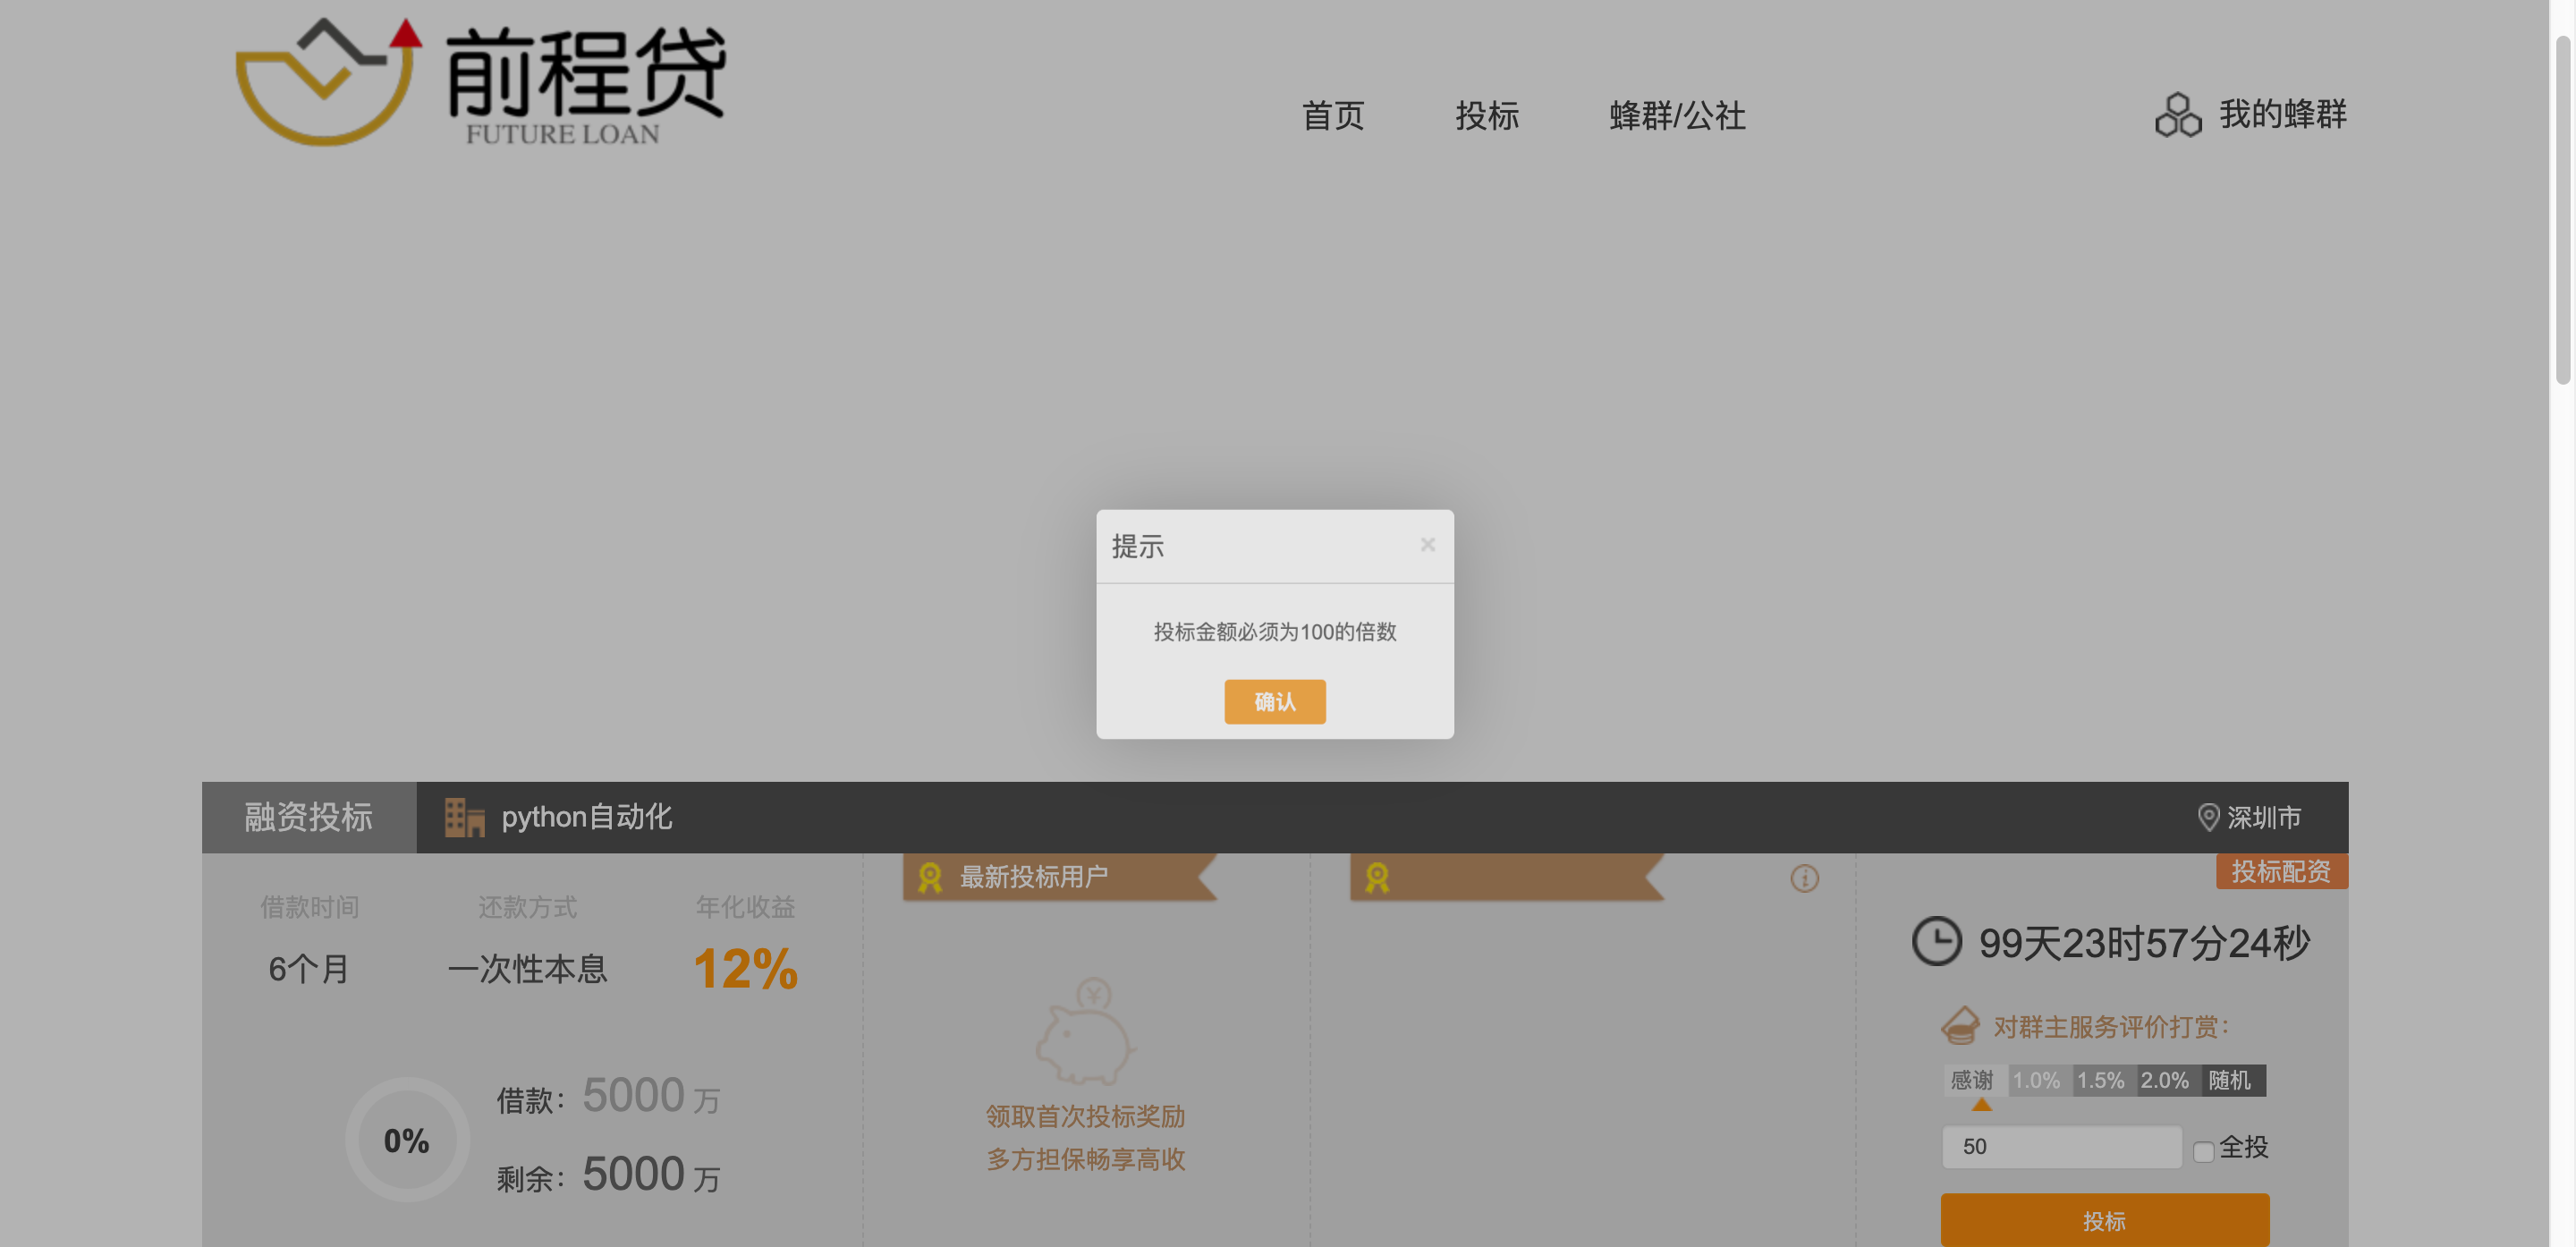 前程贷
FUTURE LOAN
首页 投标 蜂群/公社 我的蜂群
提示 ×
投标金额必须为100的倍数
确认
融资投标 python自动化 深圳市
最新投标用户
投标配资
借款时间 还款方式 年化收益
6个月 一次性本息 12%
99天23时57分24秒
对群主服务评价打赏：
感谢 1.0% 1.5% 2.0% 随机
0%
借款：5000 万
剩余：5000 万
领取首次投标奖励
多方担保畅享高收
50 全投
投标